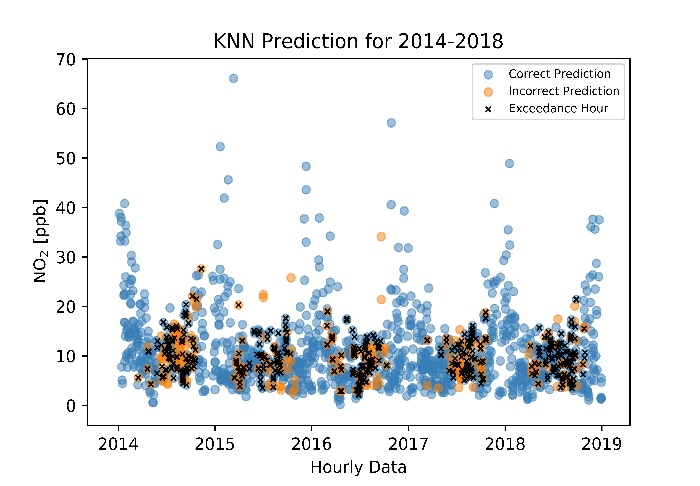 KNN Prediction for 2014-2018
Correct Prediction
Incorrect Prediction
Exceedance Hour
70
60
50
40
30
20
10
0
NO₂ [ppb]
2014 2015 2016 2017 2018 2019
Hourly Data